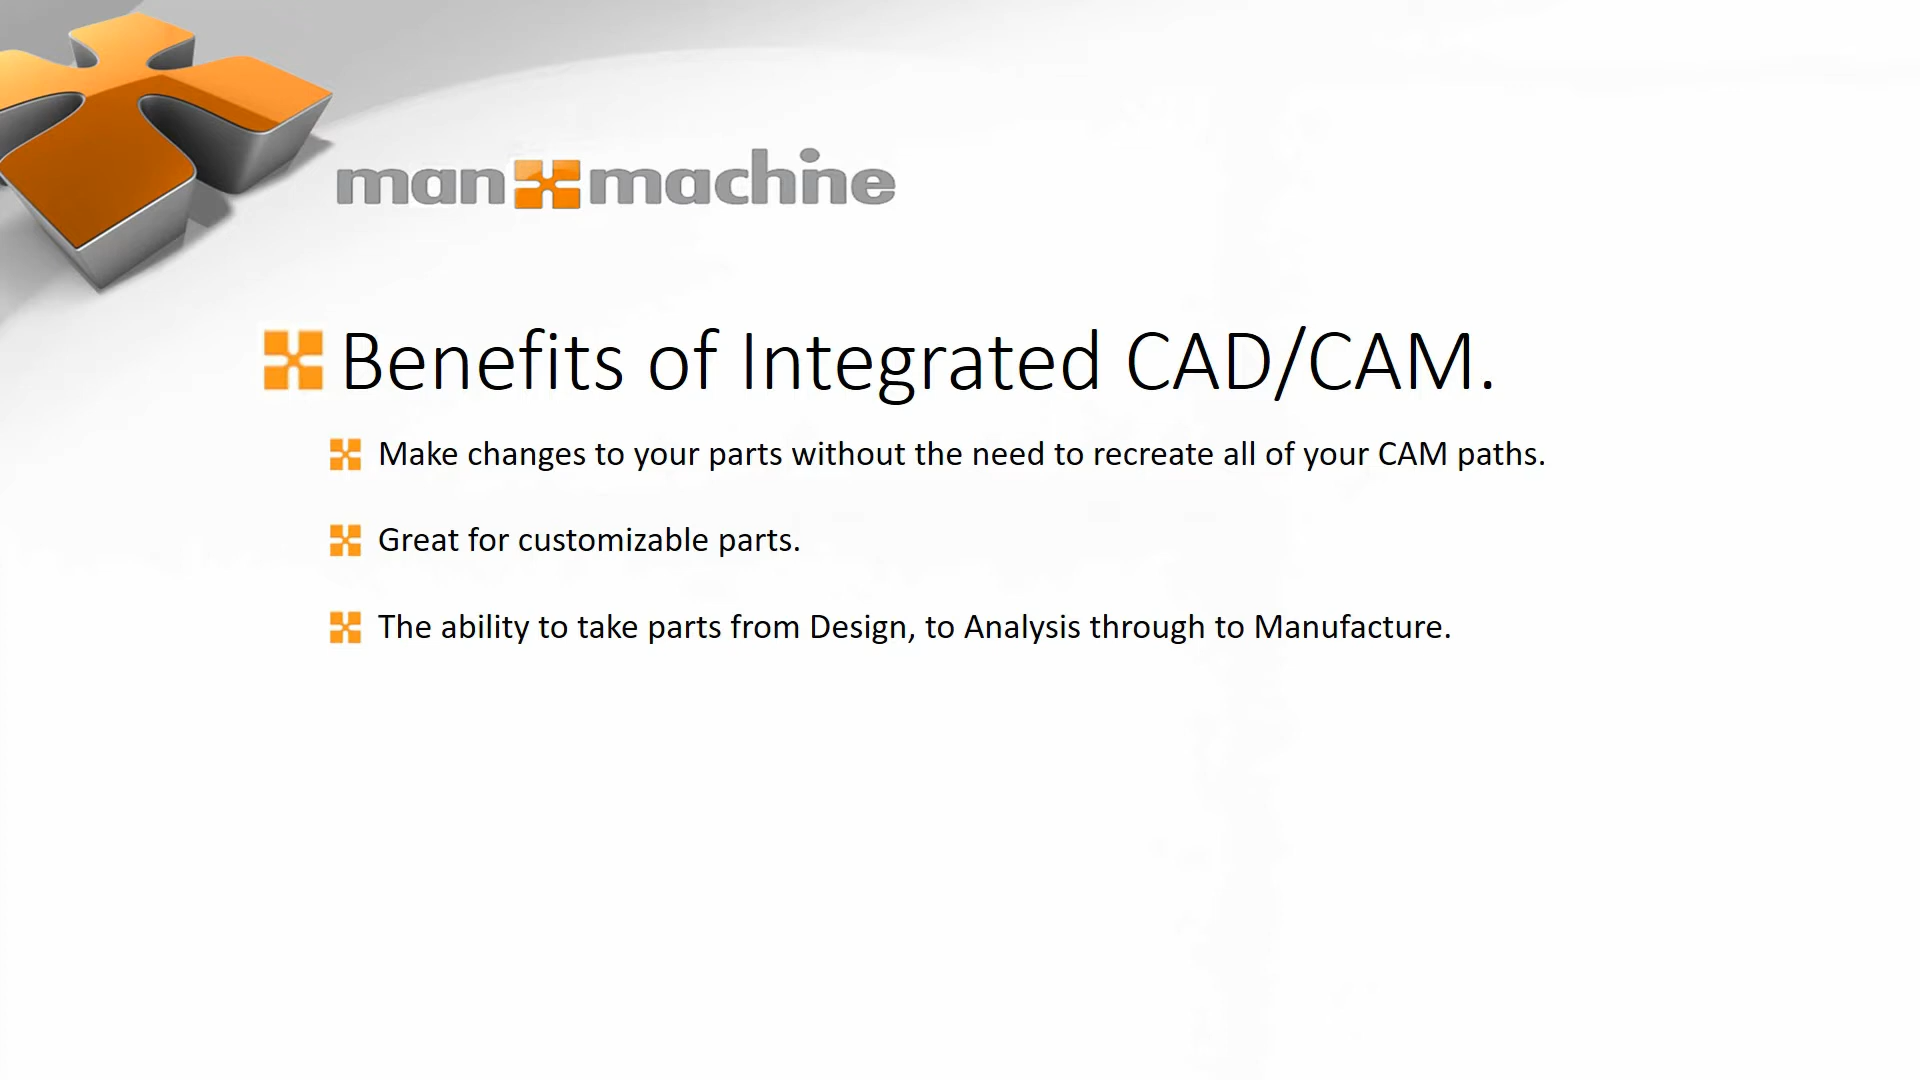 man machine
Benefits of Integrated CAD/CAM.
Make changes to your parts without the need to recreate all of your CAM paths.
Great for customizable parts.
The ability to take parts from Design, to Analysis through to Manufacture.